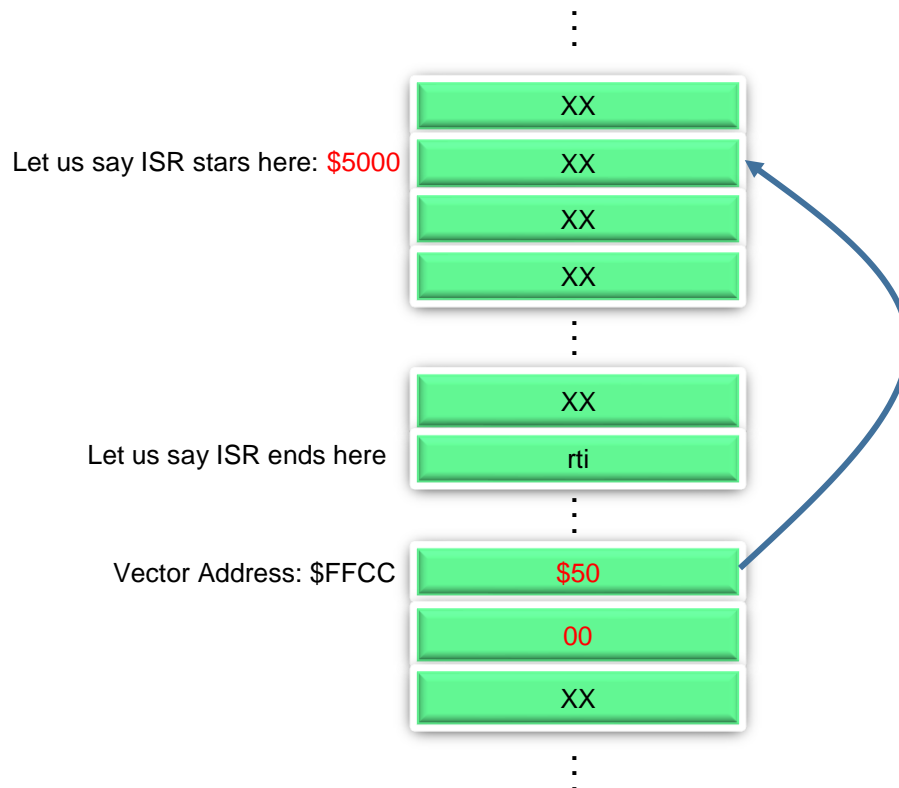 XX
Let us say ISR stars here: $5000 XX
XX
XX
XX
Let us say ISR ends here rti
Vector Address: $FFCC $50
00
XX